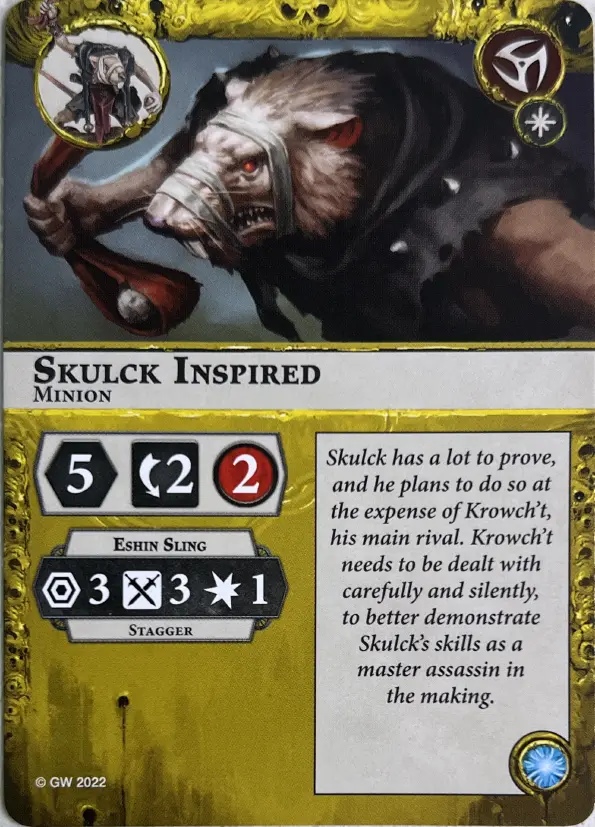 Skulck Inspired
Minion
5 2 2
Eshin Sling
3 3 1
Stagger
Skulck has a lot to prove,
and he plans to do so at
the expense of Krowch't,
his main rival. Krowch't
needs to be dealt with
carefully and silently,
to better demonstrate
Skulck's skills as a
master assassin in
the making.
© GW 2022